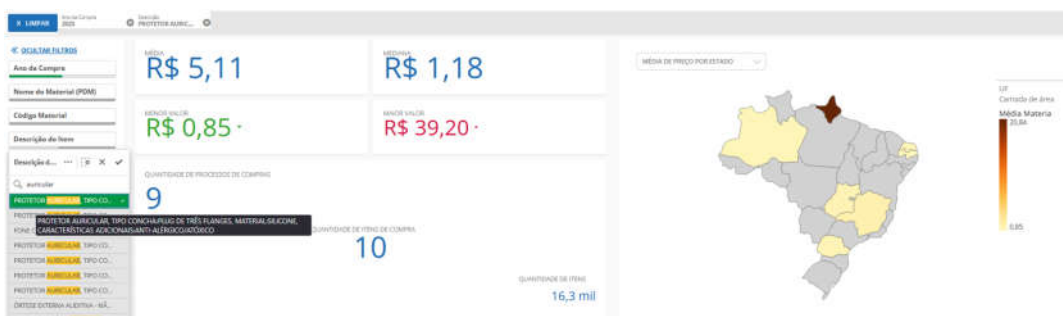 × LIMPAR
Ano da Compra
2025
Descrição
PROTETOR AURIC...
OCULTAR FILTROS
Ano da Compra
Nome do Material (PDM)
Código Material
Descrição do Item
Descrição d...
auricular
PROTETOR AURICULAR, TIPO CO...
PROTETOR AURICULAR, TIPO CONCHA/PLUG DE TRÊS FLANGES, MATERIAL:SILICONE,
CARACTERÍSTICAS ADICIONAIS:ANTI-ALÉRGICO/ATÓXICO
PROTETOR AURICULAR, TIPO CO...
PROTETOR AURICULAR, TIPO CO...
PROTETOR AURICULAR, TIPO CO...
PROTETOR AURICULAR, TIPO CO...
ÓRTESE EXTERNA
MÉDIA
R$ 5,11
MEDIANA
R$ 1,18
MENOR VALOR
R$ 0,85
MAIOR VALOR
R$ 39,20
QUANTIDADE DE PROCESSOS DE COMPRAS
9
QUANTIDADE DE ITENS DE COMPRA
10
QUANTIDADE DE ITENS
16,3 mil
MÉDIA DE PREÇO POR ESTADO
UF
Camada de área
Média Materia
20,84
0,85